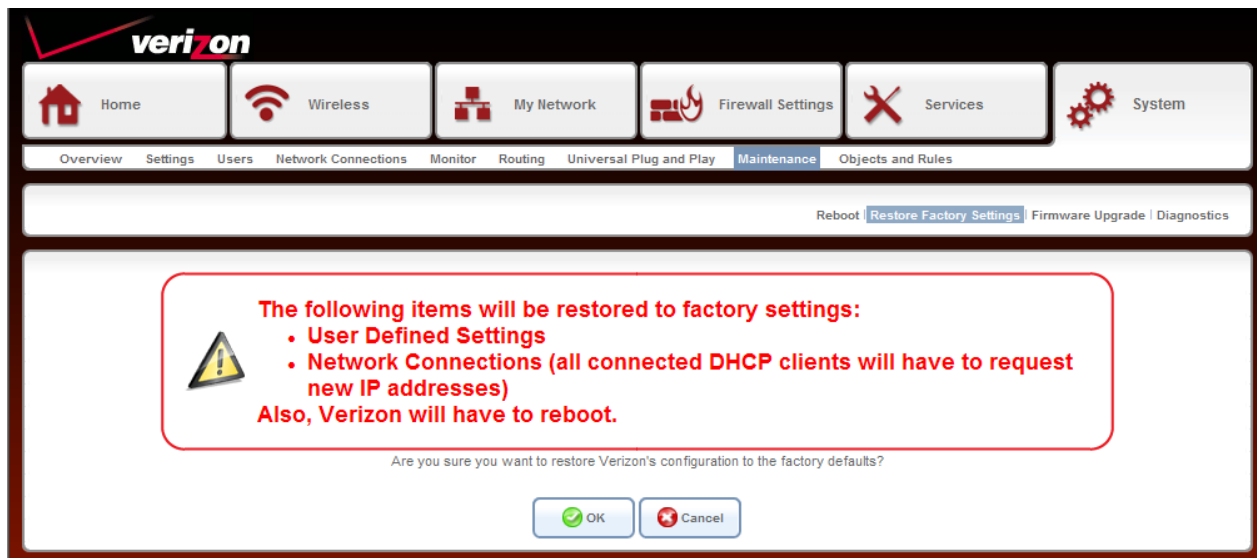 verizon
Home
Wireless
My Network
Firewall Settings
Services
System
Overview Settings Users Network Connections Monitor Routing Universal Plug and Play Maintenance Objects and Rules
Reboot | Restore Factory Settings | Firmware Upgrade | Diagnostics
The following items will be restored to factory settings:
• User Defined Settings
• Network Connections (all connected DHCP clients will have to request
new IP addresses)
Also, Verizon will have to reboot.
Are you sure you want to restore Verizon's configuration to the factory defaults?
OK
Cancel